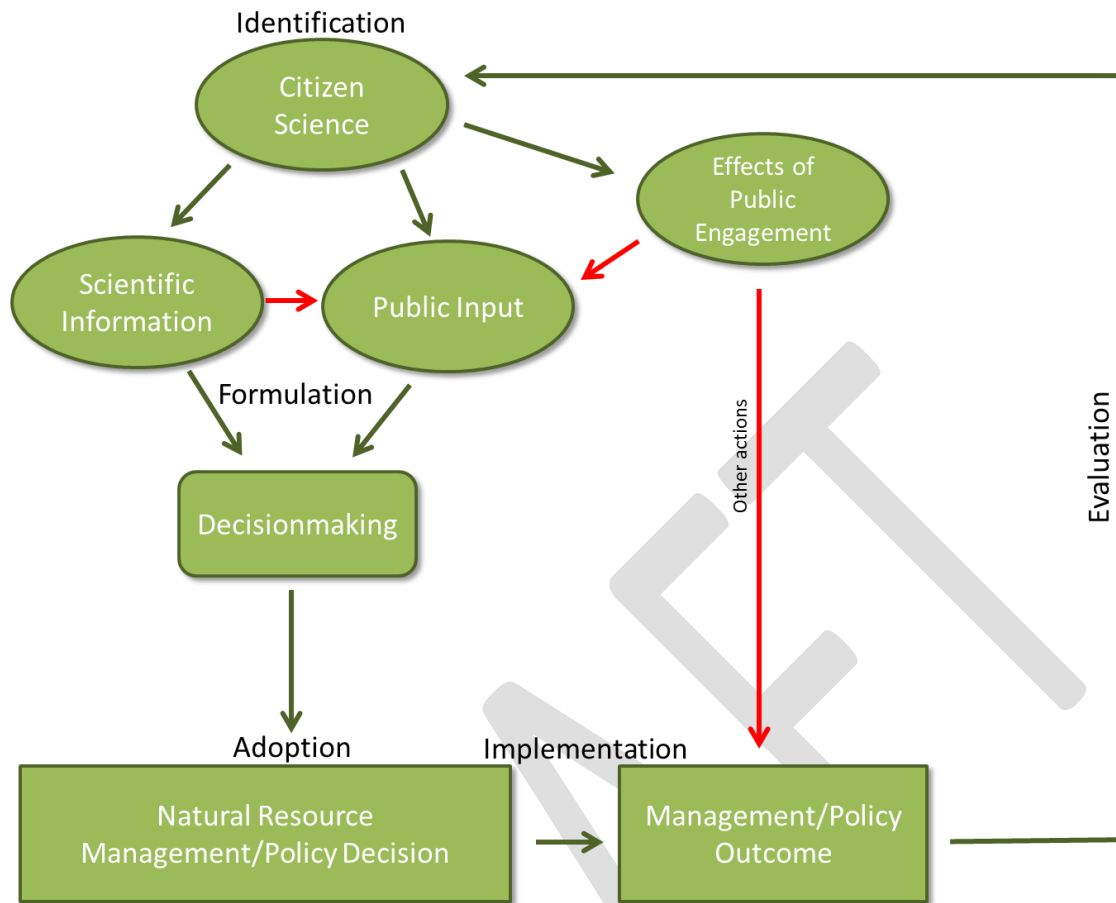 Identification
Citizen
Science
Effects of
Public
Engagement
Scientific
Information
Public Input
Formulation
Other actions
Evaluation
Decisionmaking
Adoption
Implementation
Natural Resource
Management/Policy Decision
Management/Policy
Outcome
AFT